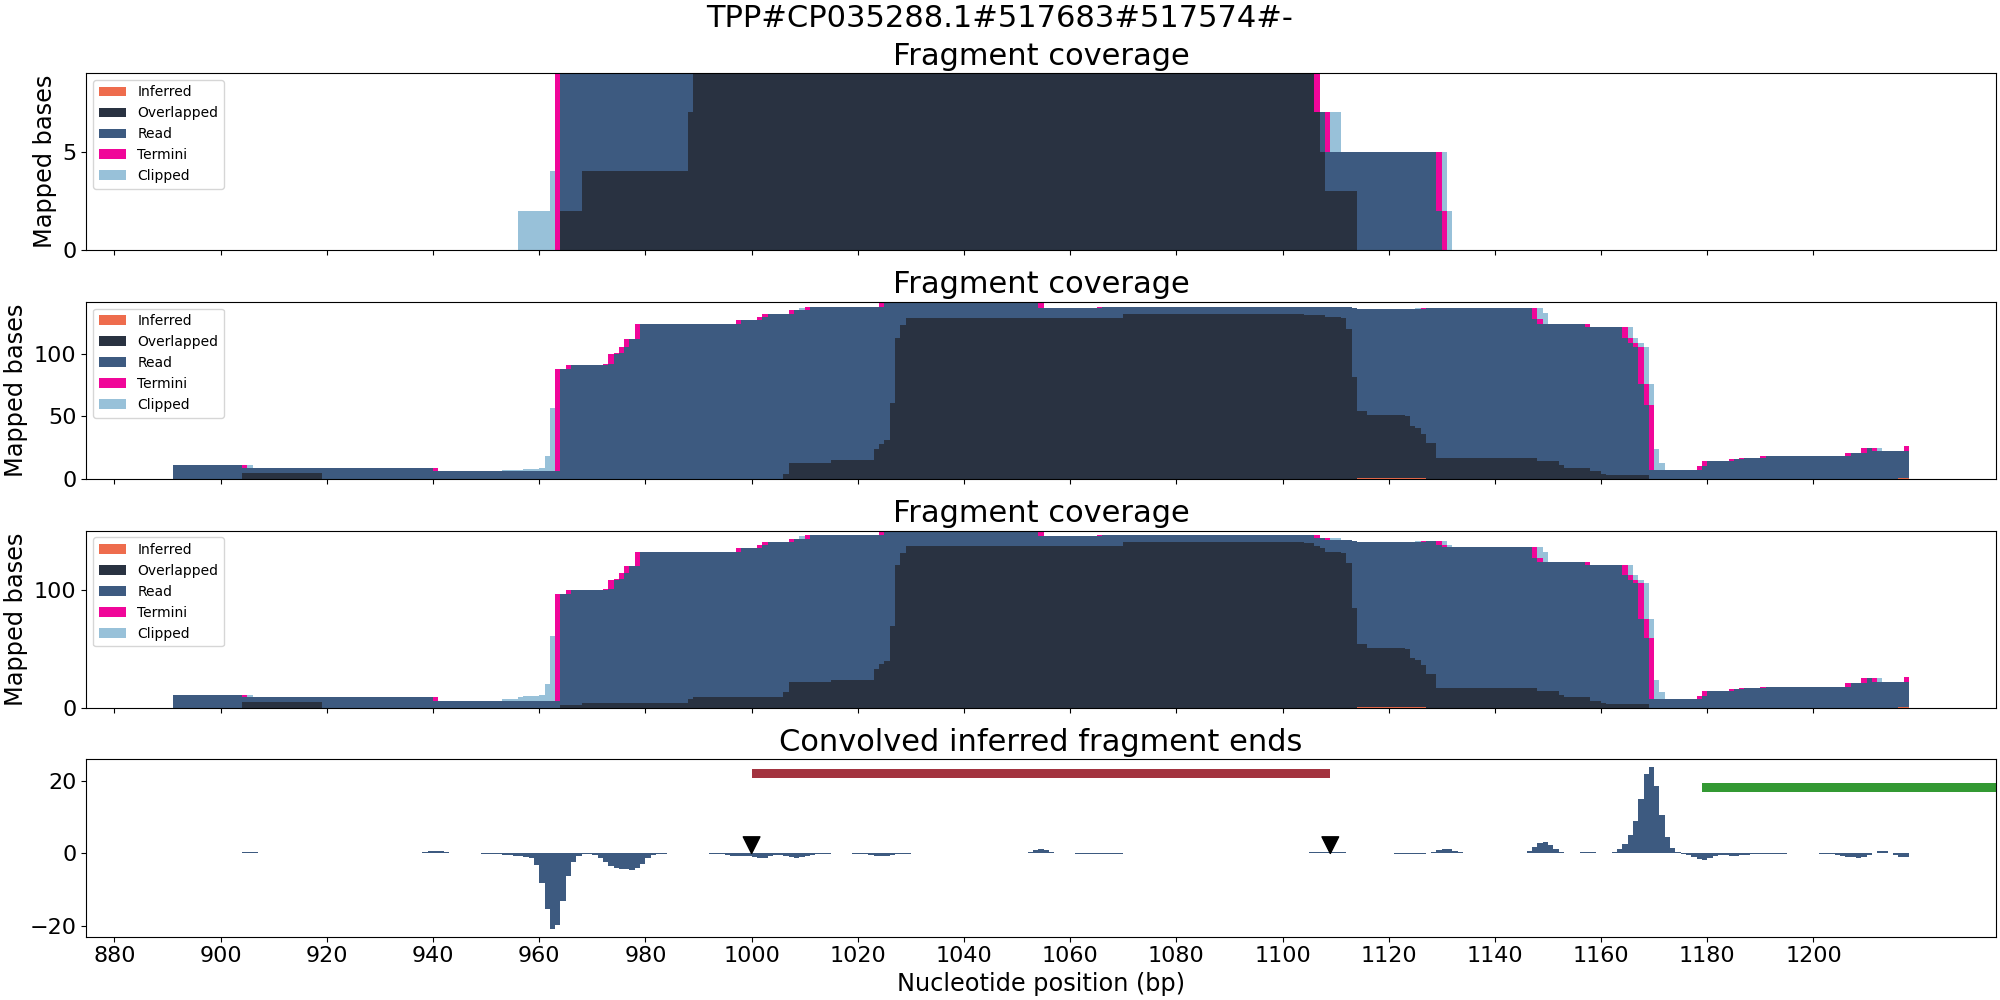 TPP#CP035288.1#517683#517574#-
Fragment coverage
Mapped bases
5
0
Inferred
Overlapped
Read
Termini
Clipped
Fragment coverage
Mapped bases
100
50
0
Inferred
Overlapped
Read
Termini
Clipped
Fragment coverage
Mapped bases
100
0
Inferred
Overlapped
Read
Termini
Clipped
Convolved inferred fragment ends
20
0
−20
880 900 920 940 960 980 1000 1020 1040 1060 1080 1100 1120 1140 1160 1180 1200
Nucleotide position (bp)